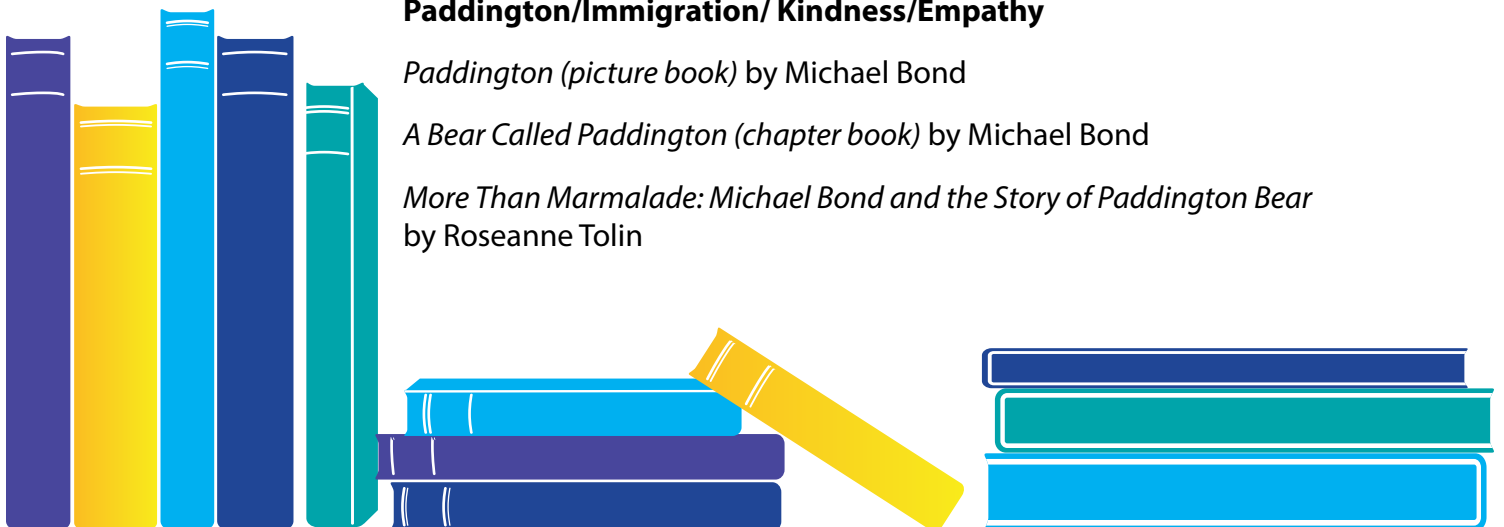 Paddington/Immigration/ Kindness/Empathy
Paddington (picture book) by Michael Bond
A Bear Called Paddington (chapter book) by Michael Bond
More Than Marmalade: Michael Bond and the Story of Paddington Bear
by Roseanne Tolin